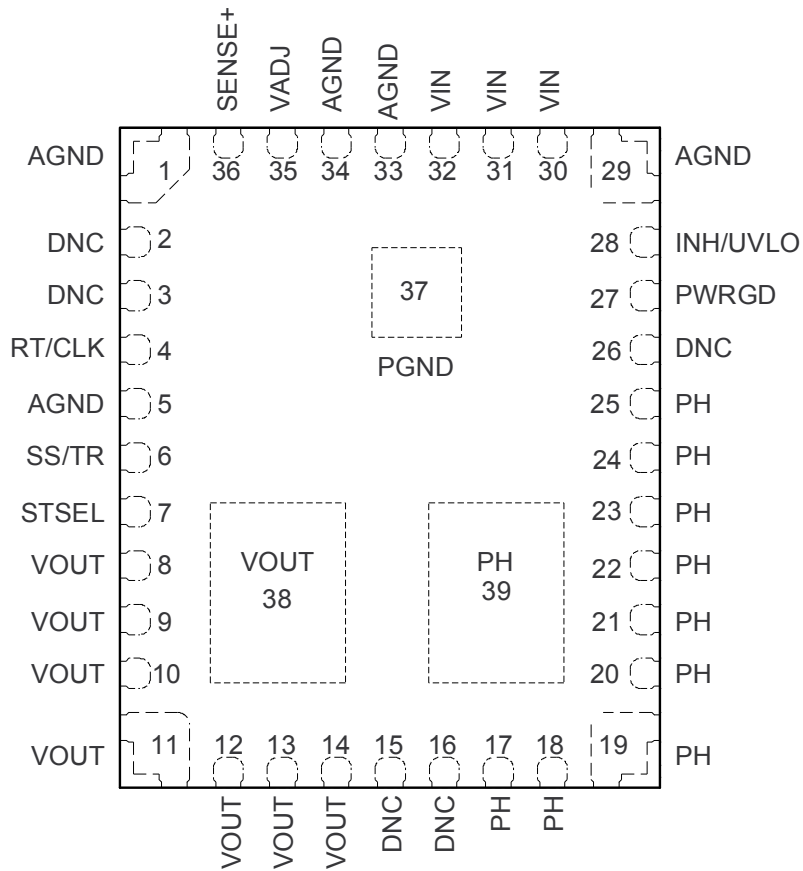 SENSE+
VADJ
AGND
AGND
VIN
VIN
VIN
AGND
1
36
35
34
33
32
31
30
29
AGND
DNC
2
28
INH/UVLO
DNC
3
37
27
PWRGD
RT/CLK
4
26
DNC
PGND
AGND
5
25
PH
SS/TR
6
24
PH
STSEL
7
23
PH
VOUT
8
VOUT
38
PH
39
22
PH
VOUT
9
21
PH
VOUT
10
20
PH
VOUT
11
12
13
14
15
16
17
18
19
PH
VOUT
VOUT
VOUT
DNC
DNC
PH
PH